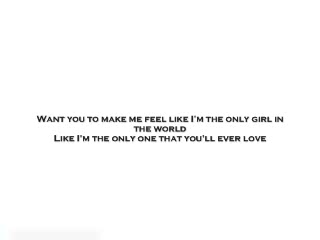 Want you to make me feel like I'm the only girl in
the world
Like I'm the only one that you'll ever love